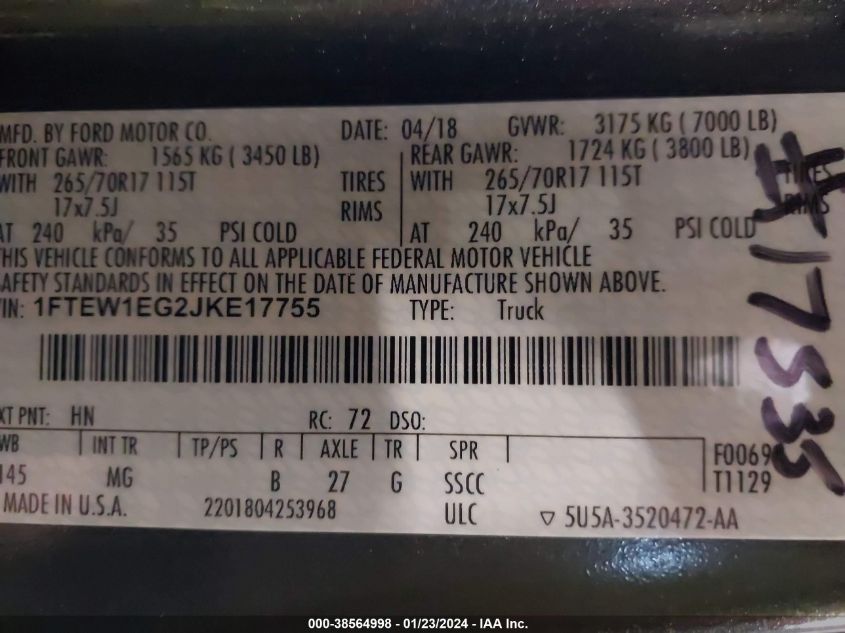 MFD. BY FORD MOTOR CO. DATE: 04/18 GVWR: 3175 KG ( 7000 LB)
FRONT GAWR: 1565 KG ( 3450 LB) REAR GAWR: 1724 KG ( 3800 LB)
WITH 265/70R17 115T TIRES WITH 265/70R17 115T TIRES
17x7.5J RIMS 17x7.5J RIMS
AT 240 kPa/ 35 PSI COLD AT 240 kPa/ 35 PSI COLD
THIS VEHICLE CONFORMS TO ALL APPLICABLE FEDERAL MOTOR VEHICLE
SAFETY STANDARDS IN EFFECT ON THE DATE OF MANUFACTURE SHOWN ABOVE.
VIN: 1FTEW1EG2JKE17755 TYPE: Truck
EXT PNT: HN RC: 72 DSO:
WB INT TR TP/PS R AXLE TR SPR
145 MG B 27 G SSCC
F0069
T1129
MADE IN U.S.A. 2201804253968 ULC ▽ 5U5A-3520472-AA
#17535
000-38564998 - 01/23/2024 - IAA Inc.